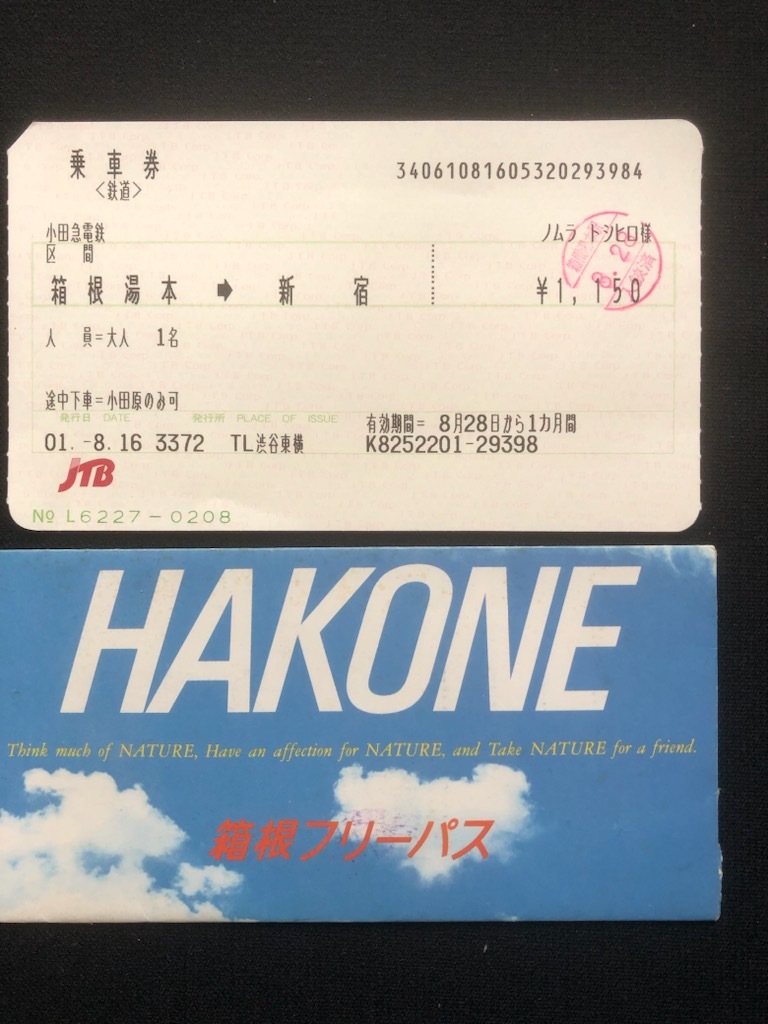 乗車券
<鉄道>
34061081605320293984
小田急電鉄
ノムラ トシヒロ様
区間
箱根湯本 ➡ 新宿
¥1,150
8.28
人員=大人 1名
途中下車=小田原のみ可
発行日 DATE 発行所 PLACE OF ISSUE
有効期間= 8月28日から1カ月間
01.-8.16 3372 TL渋谷東横 K8252201-29398
JTB
No L6227-0208
HAKONE
Think much of NATURE, Have an affection for NATURE, and Take NATURE for a friend.
箱根フリーパス